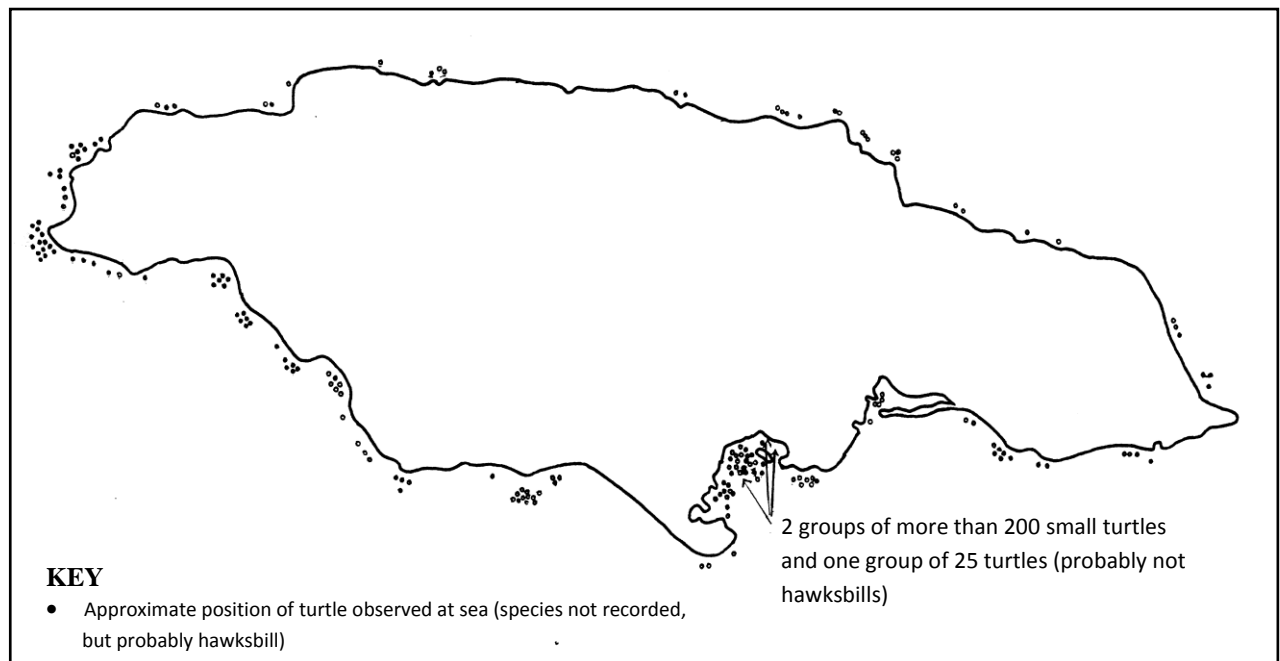 2 groups of more than 200 small turtles
and one group of 25 turtles (probably not
hawksbills)
KEY
• Approximate position of turtle observed at sea (species not recorded,
but probably hawksbill)